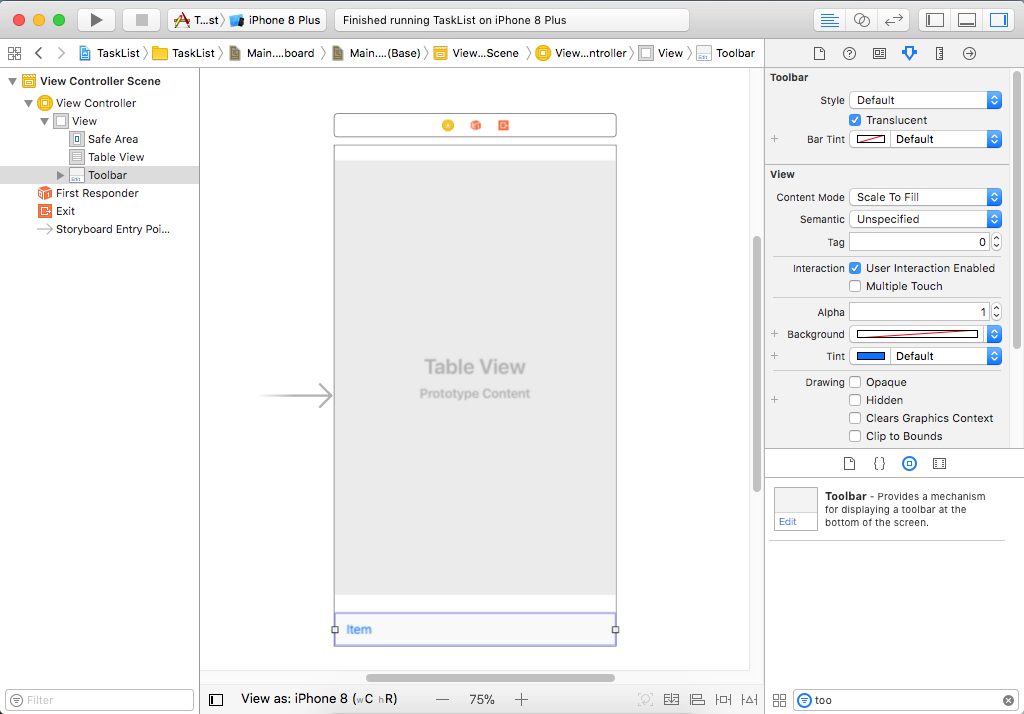 T...st iPhone 8 Plus Finished running TaskList on iPhone 8 Plus
TaskList TaskList Main....board Main....(Base) View...Scene View...ntroller View Edit Toolbar
View Controller Scene
View Controller
View
Safe Area
Table View
Edit Toolbar
First Responder
Exit
Storyboard Entry Poi...
Filter
Table View
Prototype Content
Item
View as: iPhone 8 (wC hR) 75%
Toolbar
Style Default
Translucent
Bar Tint Default
View
Content Mode Scale To Fill
Semantic Unspecified
Tag 0
Interaction User Interaction Enabled
Multiple Touch
Alpha 1
Background
Tint Default
Drawing Opaque
Hidden
Clears Graphics Context
Clip to Bounds
{}
Toolbar - Provides a mechanism
for displaying a toolbar at the
bottom of the screen.
Edit
too